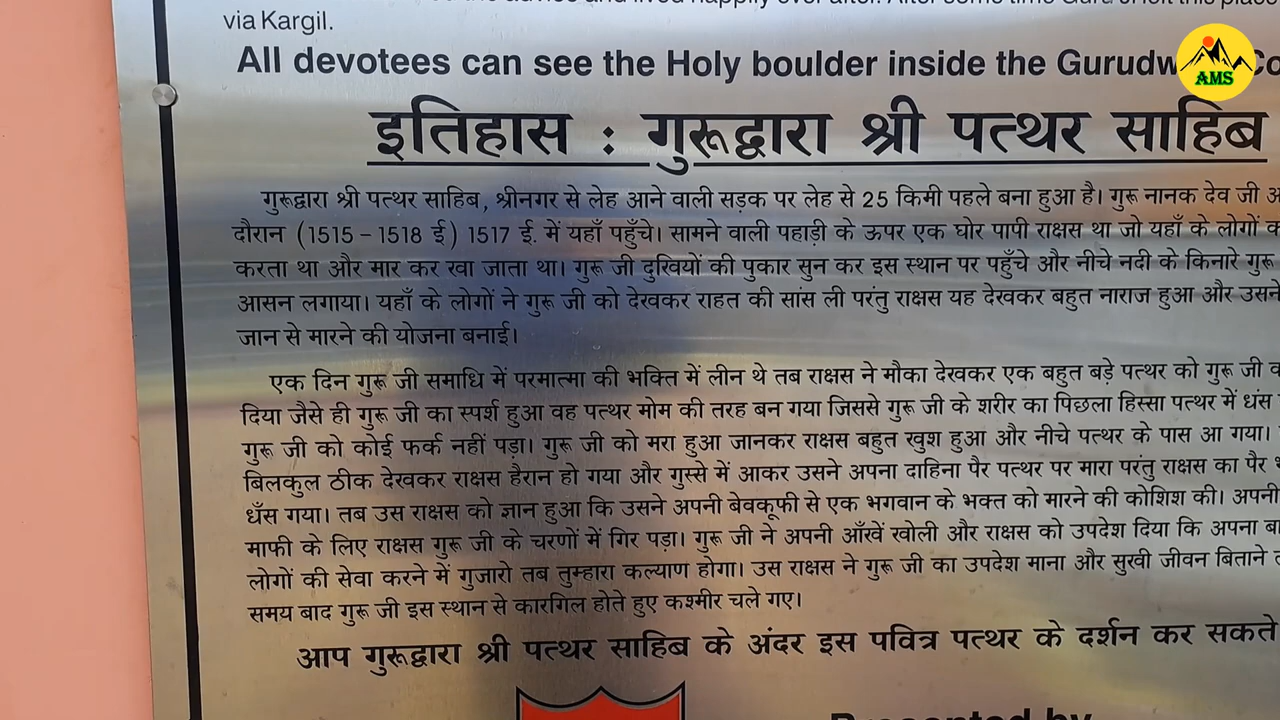 via Kargil.
All devotees can see the Holy boulder inside the
AMS
इतिहास : गुरूद्वारा श्री पत्थर साहिब
गुरूद्वारा श्री पत्थर साहिब, श्रीनगर से लेह आने वाली सड़क पर लेह से 25 किमी पहले बना हुआ है। गुरू नानक देव जी
दौरान (1515 – 1518 ई) 1517 ई. में यहाँ पहुँचे। सामने वाली पहाड़ी के ऊपर एक घोर पापी राक्षस था जो यहाँ के लोगों
करता था और मार कर खा जाता था। गुरू जी दुखियों की पुकार सुन कर इस स्थान पर पहुँचे और नीचे नदी के किनारे गुरू
आसन लगाया। यहाँ के लोगों ने गुरू जी को देखकर राहत की सांस ली परंतु राक्षस यह देखकर बहुत नाराज हुआ और उसने
जान से मारने की योजना बनाई।
एक दिन गुरू जी समाधि में परमात्मा की भक्ति में लीन थे तब राक्षस ने मौका देखकर एक बहुत बड़े पत्थर को गुरू जी
दिया जैसे ही गुरू जी का स्पर्श हुआ वह पत्थर मोम की तरह बन गया जिससे गुरू जी के शरीर का पिछला हिस्सा पत्थर में धंस
गुरू जी को कोई फर्क नहीं पड़ा। गुरू जी को मरा हुआ जानकर राक्षस बहुत खुश हुआ और नीचे पत्थर के पास आ गया।
बिलकुल ठीक देखकर राक्षस हैरान हो गया और गुस्से में आकर उसने अपना दाहिना पैर पत्थर पर मारा परंतु राक्षस का पैर
धँस गया। तब उस राक्षस को ज्ञान हुआ कि उसने अपनी बेवकूफी से एक भगवान के भक्त को मारने की कोशिश की। अपनी
माफी के लिए राक्षस गुरू जी के चरणों में गिर पड़ा। गुरू जी ने अपनी आँखें खोली और राक्षस को उपदेश दिया कि अपना
लोगों की सेवा करने में गुजारो तब तुम्हारा कल्याण होगा। उस राक्षस ने गुरू जी का उपदेश माना और सुखी जीवन बिताने
समय बाद गुरू जी इस स्थान से कारगिल होते हुए कश्मीर चले गए।
आप गुरूद्वारा श्री पत्थर साहिब के अंदर इस पवित्र पत्थर के दर्शन कर सकते
Presented by